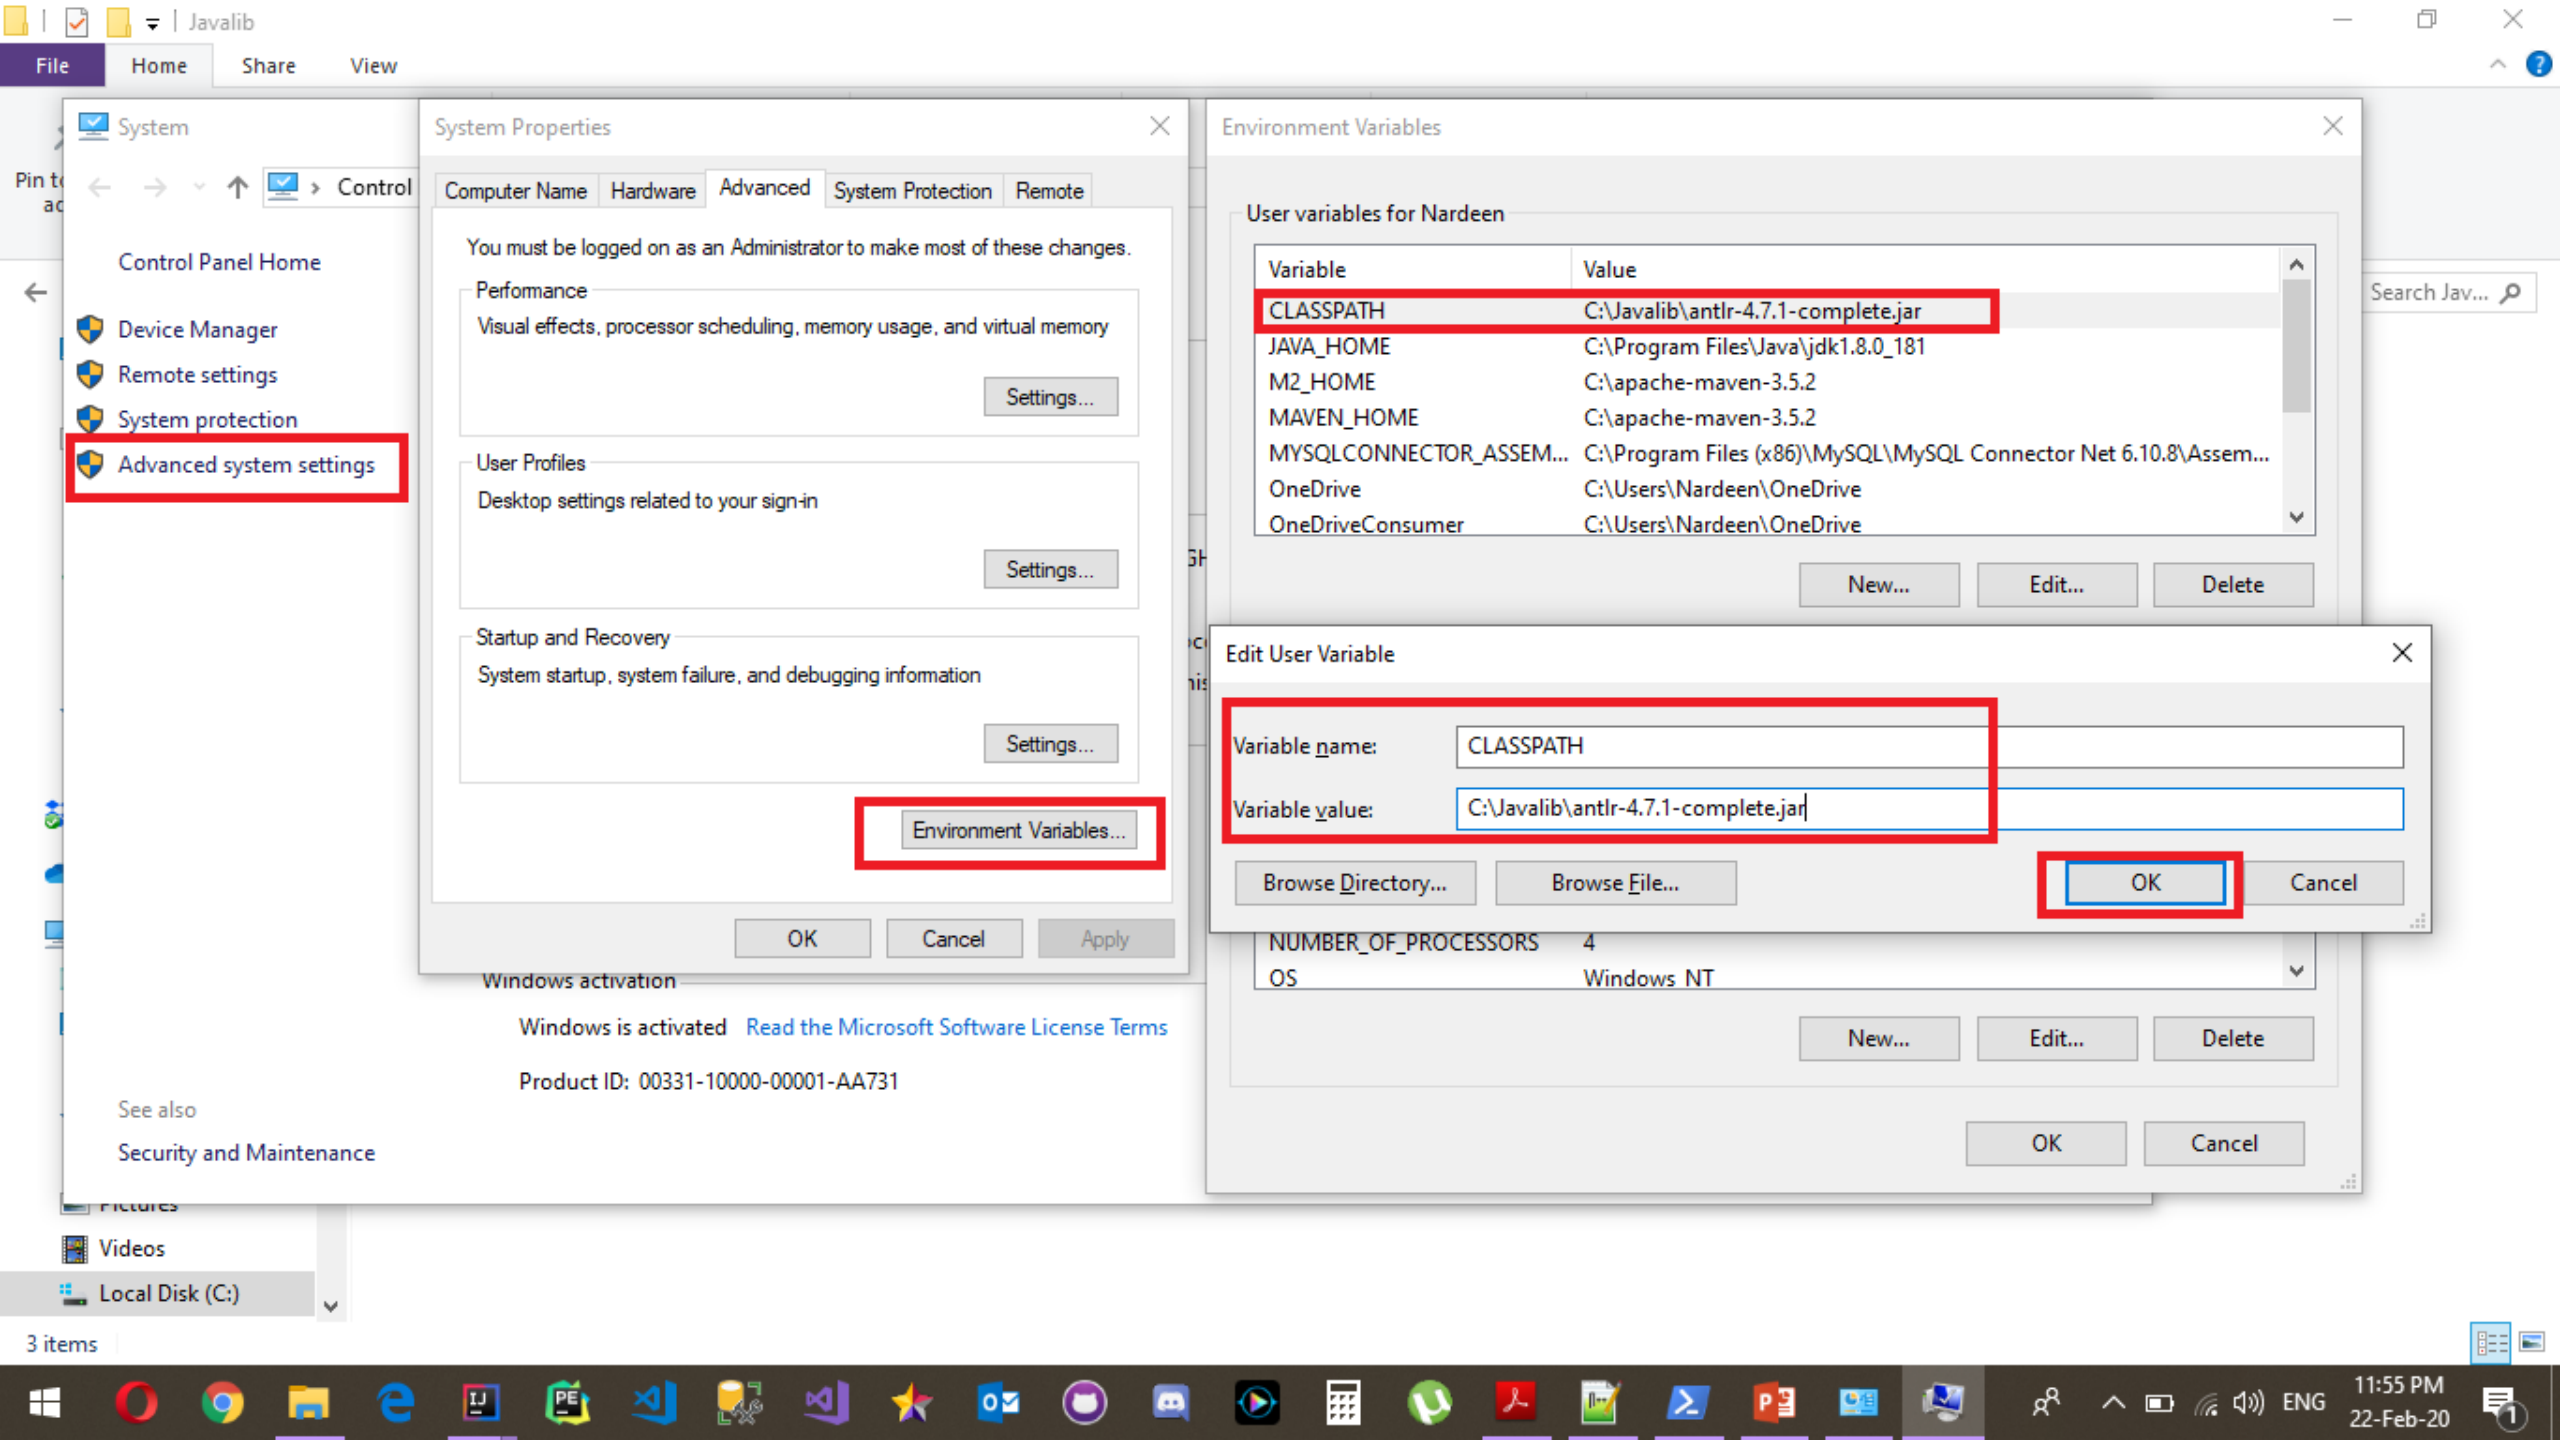 Javalib
File Home Share View
System
System Properties
Environment Variables
Pin to
Control
Computer Name Hardware Advanced System Protection Remote
User variables for Nardeen
You must be logged on as an Administrator to make most of these changes.
Control Panel Home
Device Manager
Remote settings
System protection
Advanced system settings
Performance
Visual effects, processor scheduling, memory usage, and virtual memory
Settings...
User Profiles
Desktop settings related to your sign-in
Settings...
Startup and Recovery
System startup, system failure, and debugging information
Settings...
Environment Variables...
OK Cancel Apply
Variable Value
CLASSPATH C:\Javalib\antlr-4.7.1-complete.jar
JAVA_HOME C:\Program Files\Java\jdk1.8.0_181
M2_HOME C:\apache-maven-3.5.2
MAVEN_HOME C:\apache-maven-3.5.2
MYSQLCONNECTOR_ASSEM... C:\Program Files (x86)\MySQL\MySQL Connector Net 6.10.8\Assem...
OneDrive C:\Users\Nardeen\OneDrive
OneDriveConsumer C:\Users\Nardeen\OneDrive
New... Edit... Delete
Search Jav...
Edit User Variable
Variable name: CLASSPATH
Variable value: C:\Javalib\antlr-4.7.1-complete.jar
Browse Directory... Browse File... OK Cancel
NUMBER_OF_PROCESSORS 4
OS Windows_NT
New... Edit... Delete
OK Cancel
Windows activation
Windows is activated Read the Microsoft Software License Terms
Product ID: 00331-10000-00001-AA731
See also
Security and Maintenance
Pictures
Videos
Local Disk (C:)
3 items
ENG
11:55 PM
22-Feb-20
1